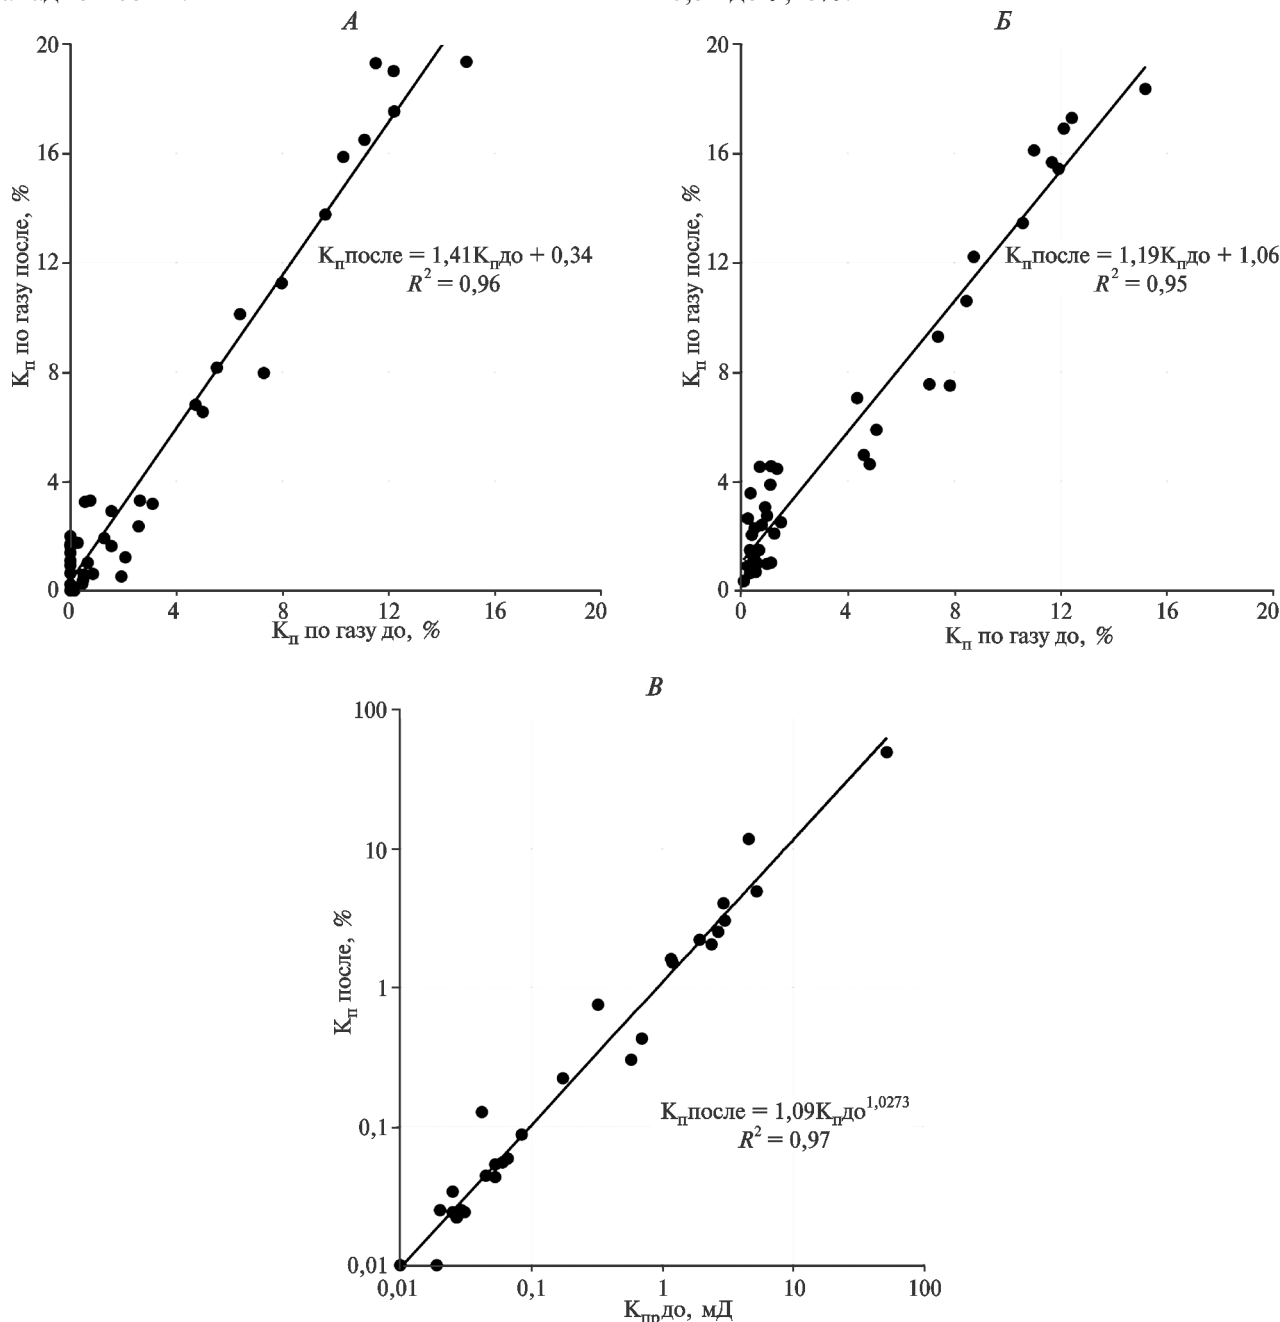 А
20
16
12
8
4
0
Кп по газу после, %
Кппосле = 1,41Кпдо + 0,34
R² = 0,96
0 4 8 12 16 20
Кп по газу до, %
Б
20
16
12
8
4
0
Кп по газу после, %
Кппосле = 1,19Кпдо + 1,06
R² = 0,95
0 4 8 12 16 20
Кп по газу до, %
В
100
10
1
0,1
0,01
Кп после, %
Кппосле = 1,09Кпдо^1,0273
R² = 0,97
0,01 0,1 1 10 100
Кпрдо, мД